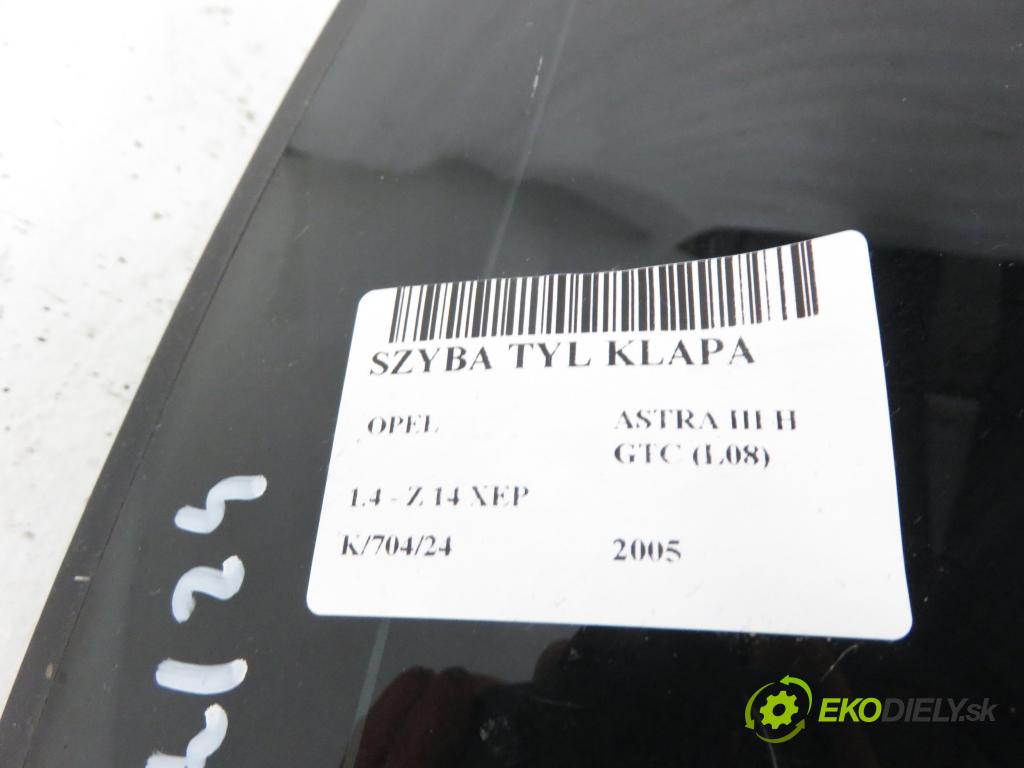 SZYBA TYL KLAPA
OPEL
ASTRA III H
GTC (L08)
1.4 - Z 14 XEP
K/704/24
2005
EKODIELY.sk